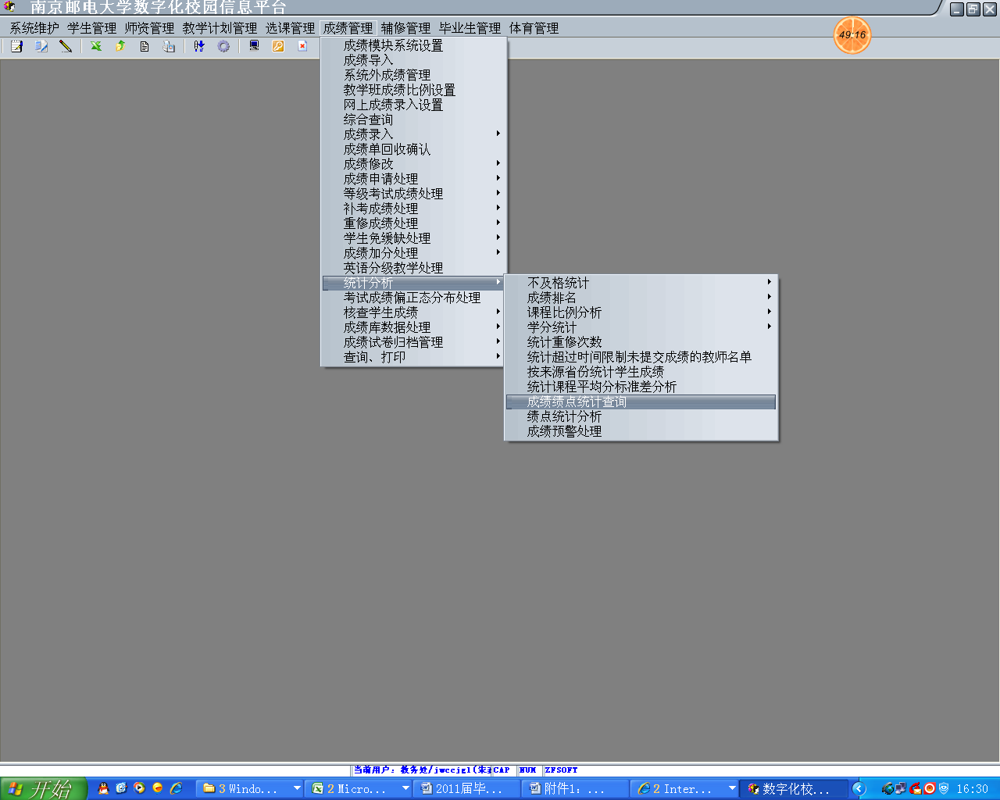 南京邮电大学数字化校园信息平台
系统维护 学生管理 师资管理 教学计划管理 选课管理 成绩管理 辅修管理 毕业生管理 体育管理
49:16
成绩模块系统设置
成绩导入
系统外成绩管理
教学班成绩比例设置
网上成绩录入设置
综合查询
成绩录入
成绩单回收确认
成绩修改
成绩申请处理
等级考试成绩处理
补考成绩处理
重修成绩处理
学生免缓缺处理
成绩加分处理
英语分级教学处理
统计分析
考试成绩偏正态分布处理
核查学生成绩
成绩库数据处理
成绩试卷归档管理
查询、打印
不及格统计
成绩排名
课程比例分析
学分统计
统计重修次数
统计超过时间限制未提交成绩的教师名单
按来源省份统计学生成绩
统计课程平均分标准差分析
成绩绩点统计查询
绩点统计分析
成绩预警处理
当前用户：教务处/jwccjgl(宋 CAP NUM ZFSOFT
开始 3 Windo... 2 Micro... 2011届毕... 附件1：... 2 Inter... 数字化校... 16:30